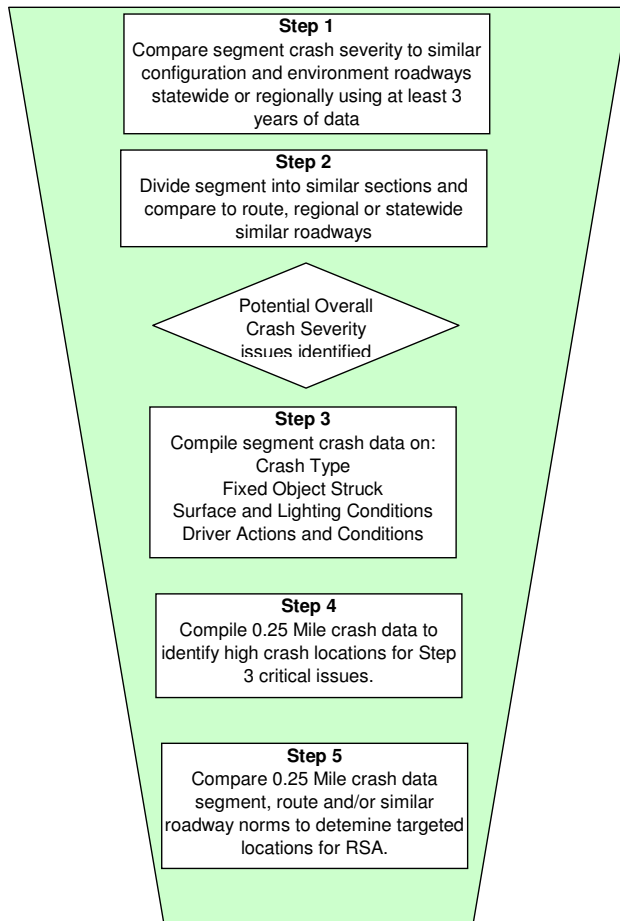 Step 1
Compare segment crash severity to similar
configuration and environment roadways
statewide or regionally using at least 3
years of data
Step 2
Divide segment into similar sections and
compare to route, regional or statewide
similar roadways
Potential Overall
Crash Severity
issues identified
Step 3
Compile segment crash data on:
Crash Type
Fixed Object Struck
Surface and Lighting Conditions
Driver Actions and Conditions
Step 4
Compile 0.25 Mile crash data to
identify high crash locations for Step
3 critical issues.
Step 5
Compare 0.25 Mile crash data
segment, route and/or similar
roadway norms to detemine targeted
locations for RSA.